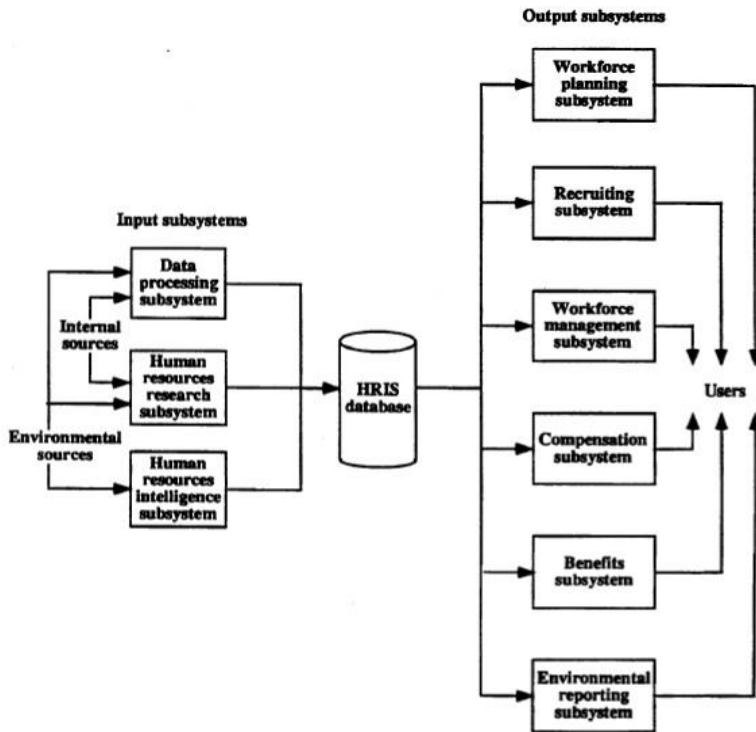 Output subsystems
Workforce
planning
subsystem
Recruiting
subsystem
Input subsystems
Data
processing
subsystem
Internal
sources
Workforce
management
subsystem
Human
resources
research
subsystem
HRIS
database
Users
Environmental
sources
Compensation
subsystem
Human
resources
intelligence
subsystem
Benefits
subsystem
Environmental
reporting
subsystem